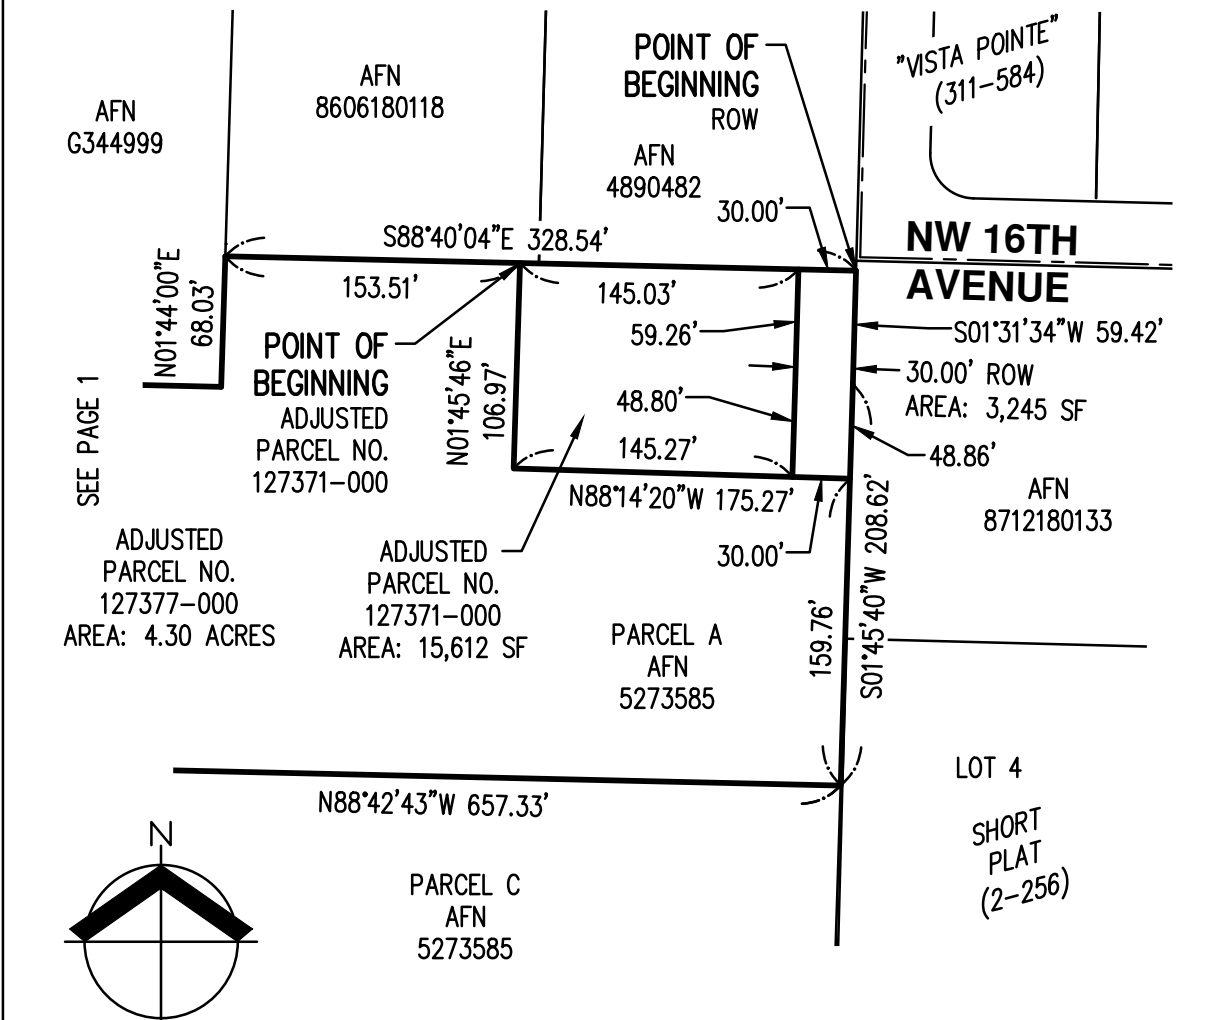 AFN
G344999
AFN
8606180118
POINT OF
BEGINNING
ROW
AFN
4890482
30.00'
"VISTA POINTE"
(311-584)
NW 16TH
AVENUE
S88°40'04"E 328.54'
153.51'
145.03'
N01°44'00"E
68.03'
59.26'
S01°31'34"W 59.42'
POINT OF
BEGINNING
ADJUSTED
PARCEL NO.
127371-000
N01°45'46"E
106.97'
48.80'
145.27'
30.00' ROW
AREA: 3,245 SF
48.86'
SEE PAGE 1
N88°14'20"W 175.27'
30.00'
AFN
8712180133
ADJUSTED
PARCEL NO.
127377-000
AREA: 4.30 ACRES
ADJUSTED
PARCEL NO.
127371-000
AREA: 15,612 SF
PARCEL A
AFN
5273585
159.76'
S01°45'40"W 208.62'
LOT 4
SHORT
PLAT
(2-256)
N88°42'43"W 657.33'
N
PARCEL C
AFN
5273585